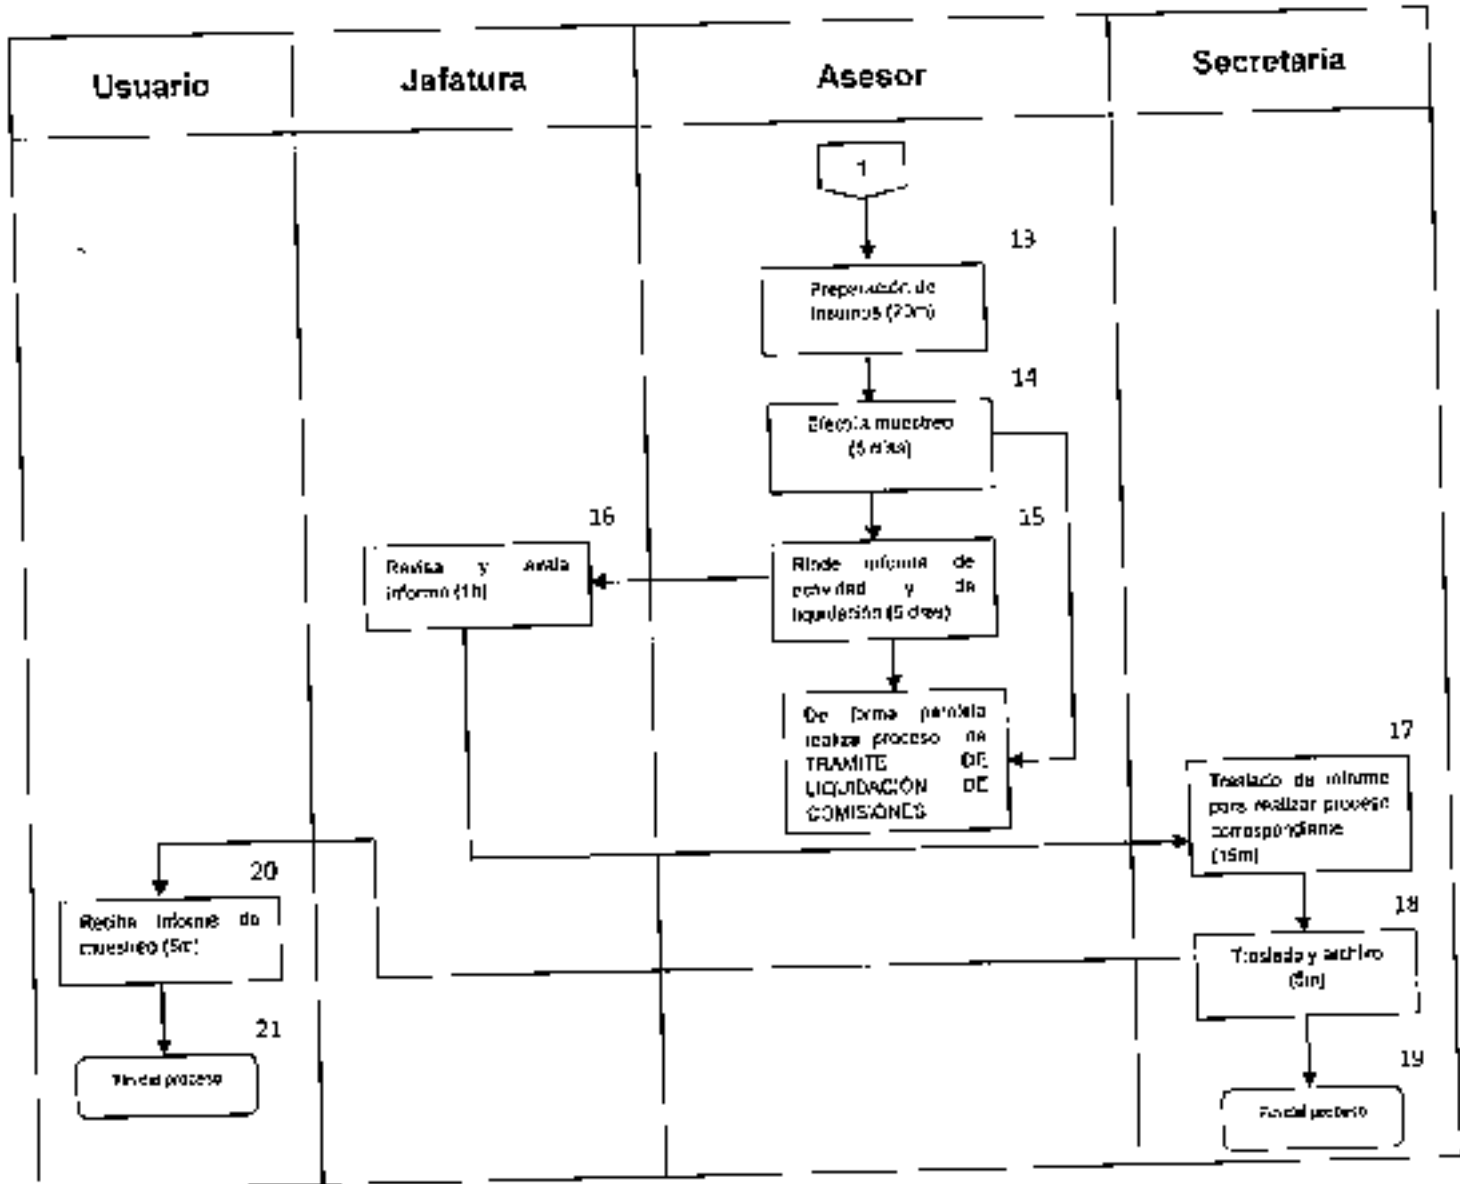 Usuario
Jafatura
Asesor
Secretaria
1
13
Preparación de
insumos (20m)
14
Efectúa muestreo
(5 días)
15
Rinde informe de
actividad y de
liquidación (5 días)
16
Revisa y avala
informe (1h)
De forma paralela
realiza proceso de
TRAMITE DE
LIQUIDACIÓN DE
COMISIONES
17
Traslado de informe
para realizar proceso
correspondiente
(15m)
18
Traslada y archivo
(5m)
19
Fin del proceso
20
Recibe informe de
muestreo (5m)
21
Fin del proceso